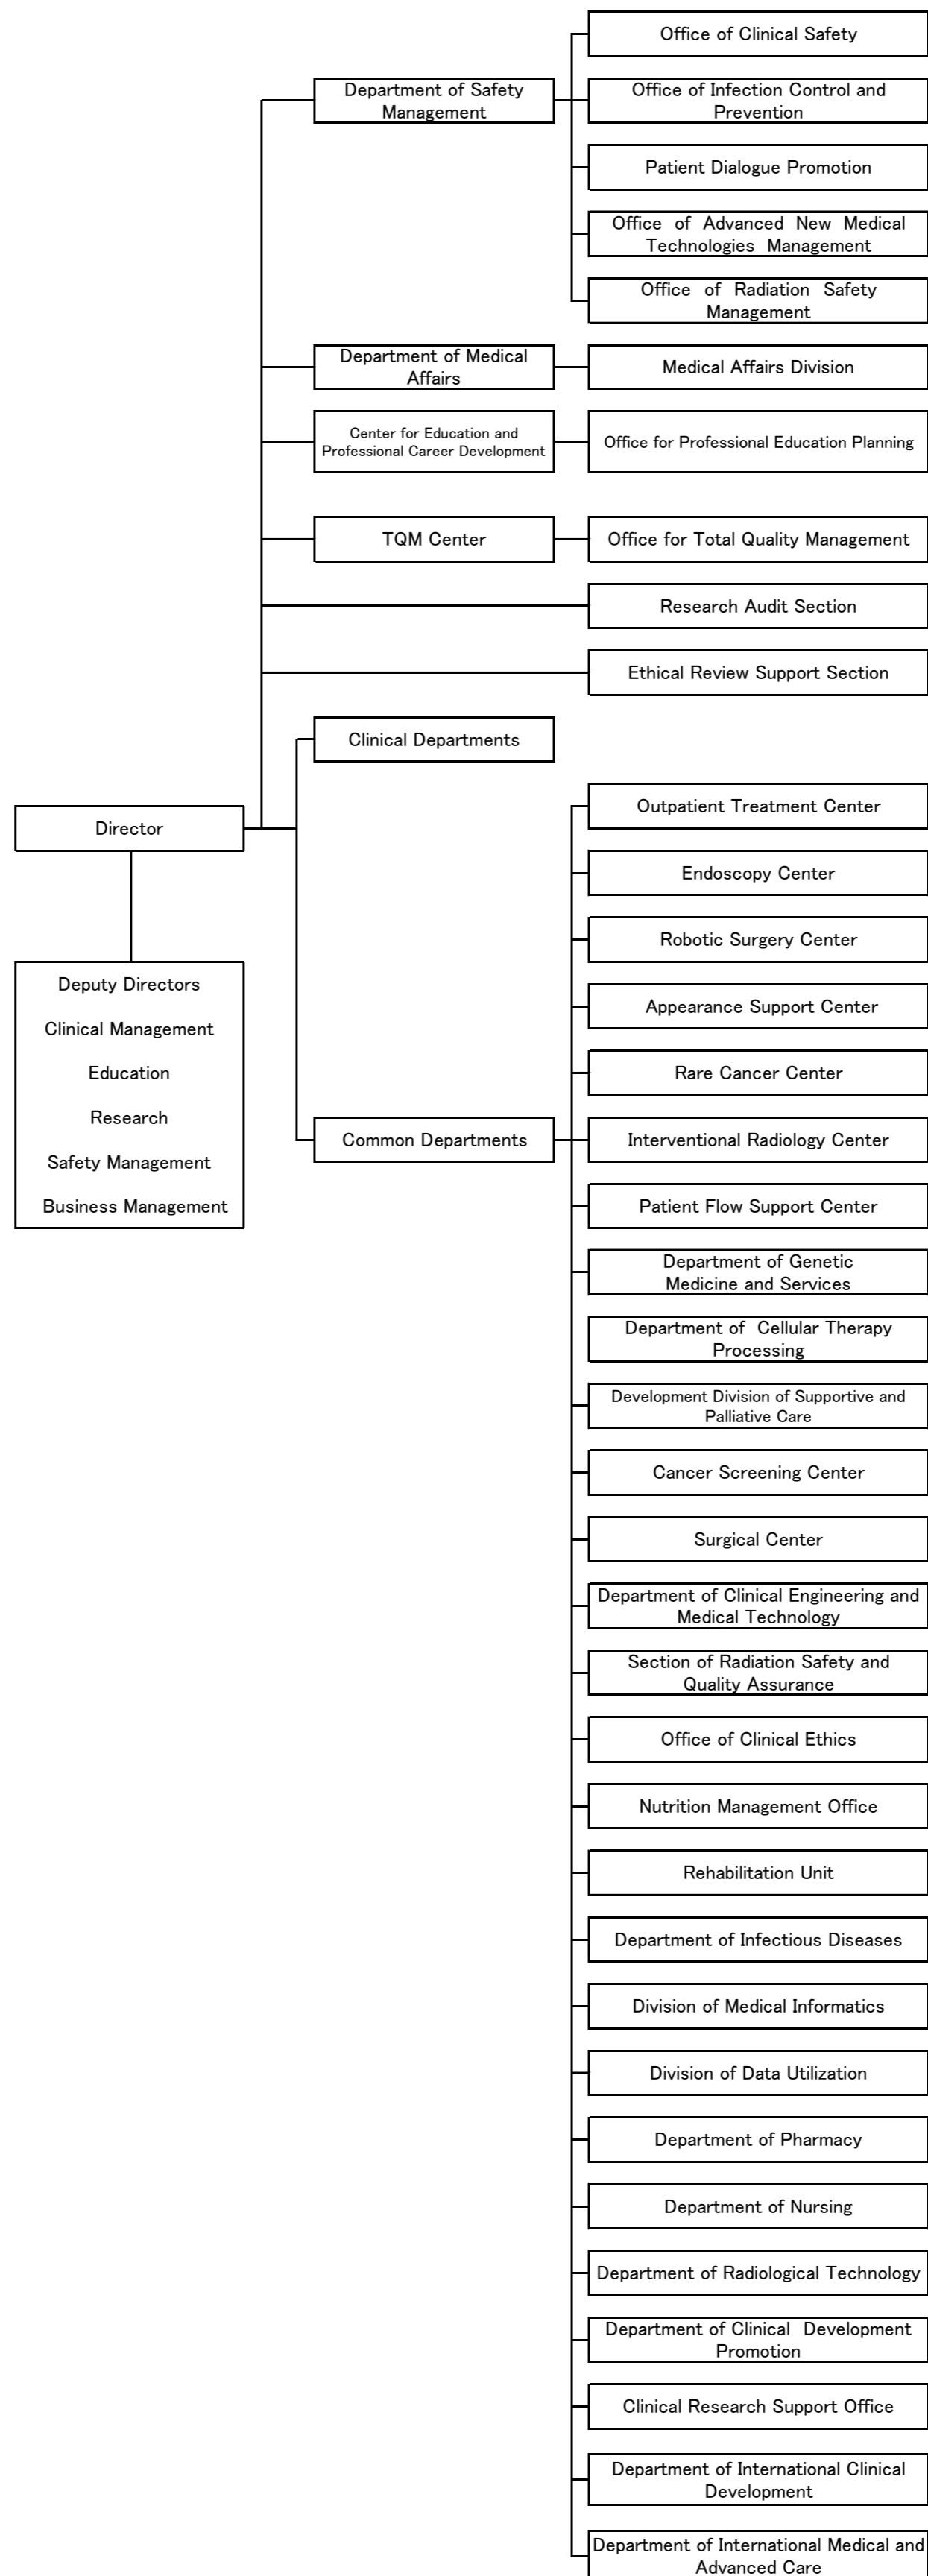 Office of Clinical Safety
Department of Safety
Management
Office of Infection Control and
Prevention
Patient Dialogue Promotion
Office of Advanced New Medical
Technologies Management
Office of Radiation Safety
Management
Department of Medical
Affairs
Medical Affairs Division
Center for Education and
Professional Career Development
Office for Professional Education Planning
TQM Center
Office for Total Quality Management
Research Audit Section
Ethical Review Support Section
Clinical Departments
Director
Deputy Directors
Clinical Management
Education
Research
Safety Management
Business Management
Common Departments
Outpatient Treatment Center
Endoscopy Center
Robotic Surgery Center
Appearance Support Center
Rare Cancer Center
Interventional Radiology Center
Patient Flow Support Center
Department of Genetic
Medicine and Services
Department of Cellular Therapy
Processing
Development Division of Supportive and
Palliative Care
Cancer Screening Center
Surgical Center
Department of Clinical Engineering and
Medical Technology
Section of Radiation Safety and
Quality Assurance
Office of Clinical Ethics
Nutrition Management Office
Rehabilitation Unit
Department of Infectious Diseases
Division of Medical Informatics
Division of Data Utilization
Department of Pharmacy
Department of Nursing
Department of Radiological Technology
Department of Clinical Development
Promotion
Clinical Research Support Office
Department of International Clinical
Development
Department of International Medical and
Advanced Care